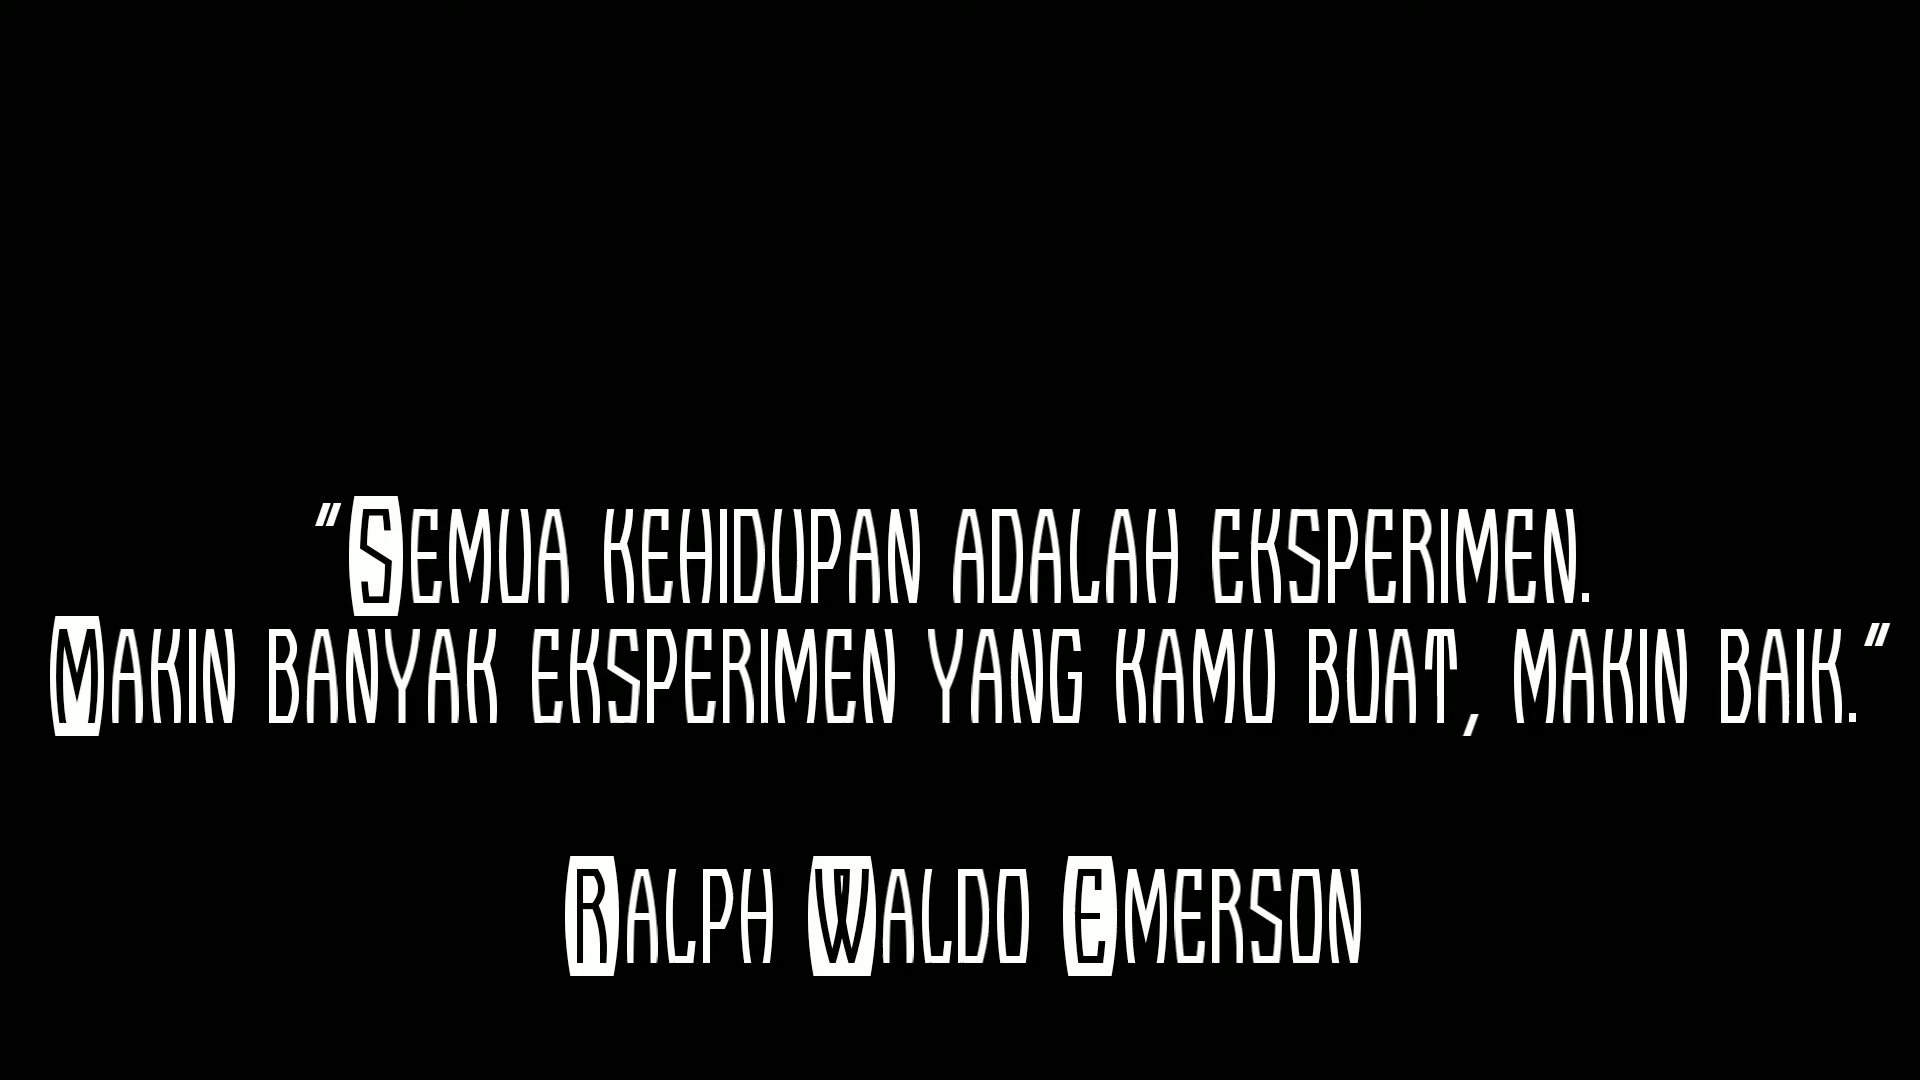 "Semua kehidupan adalah eksperimen.
Makin banyak eksperimen yang kamu buat, makin baik."
Ralph Waldo Emerson